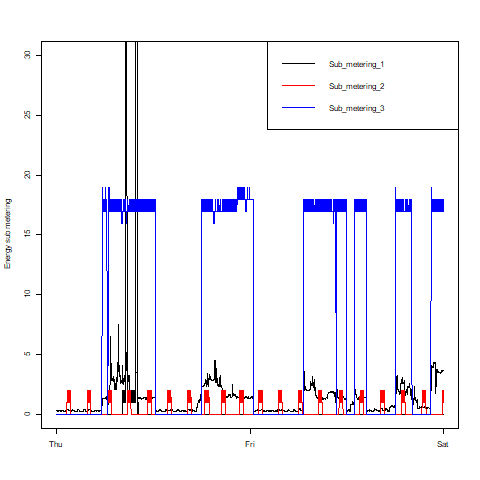 Sub_metering_1
Sub_metering_2
Sub_metering_3
Energy sub metering
30
25
20
15
10
5
0
Thu
Fri
Sat